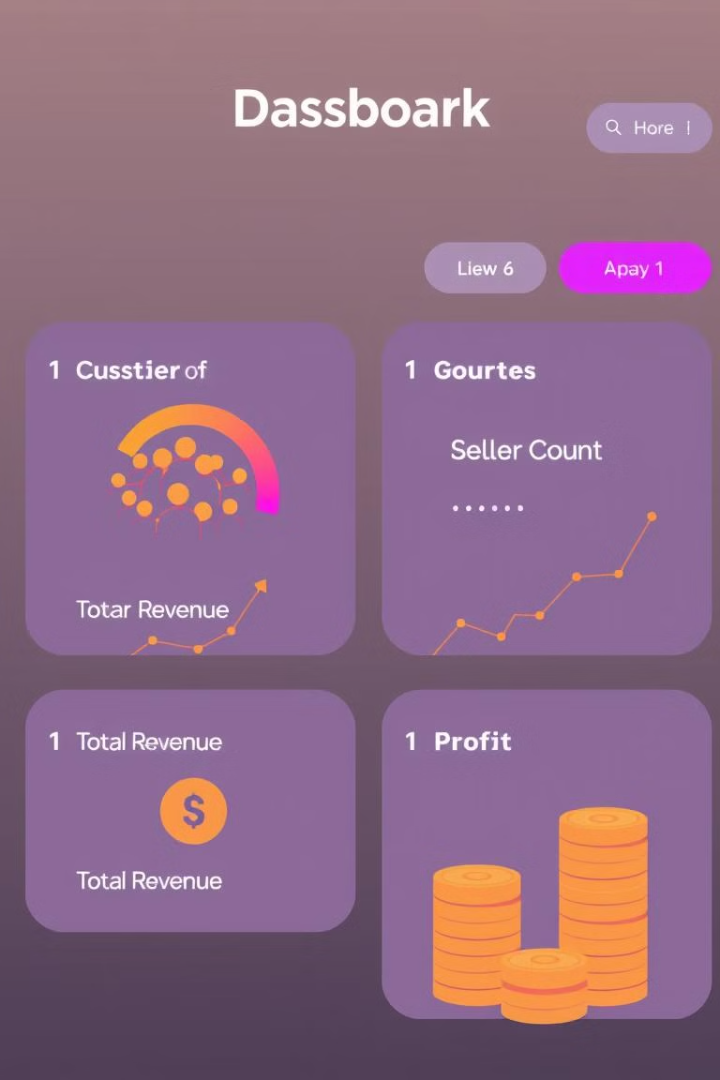 Dassboark
Hore
Liew 6
Apay 1
1 Cusstier of
1 Gourtes
Seller Count
Totar Revenue
1 Total Revenue
$
Total Revenue
1 Profit